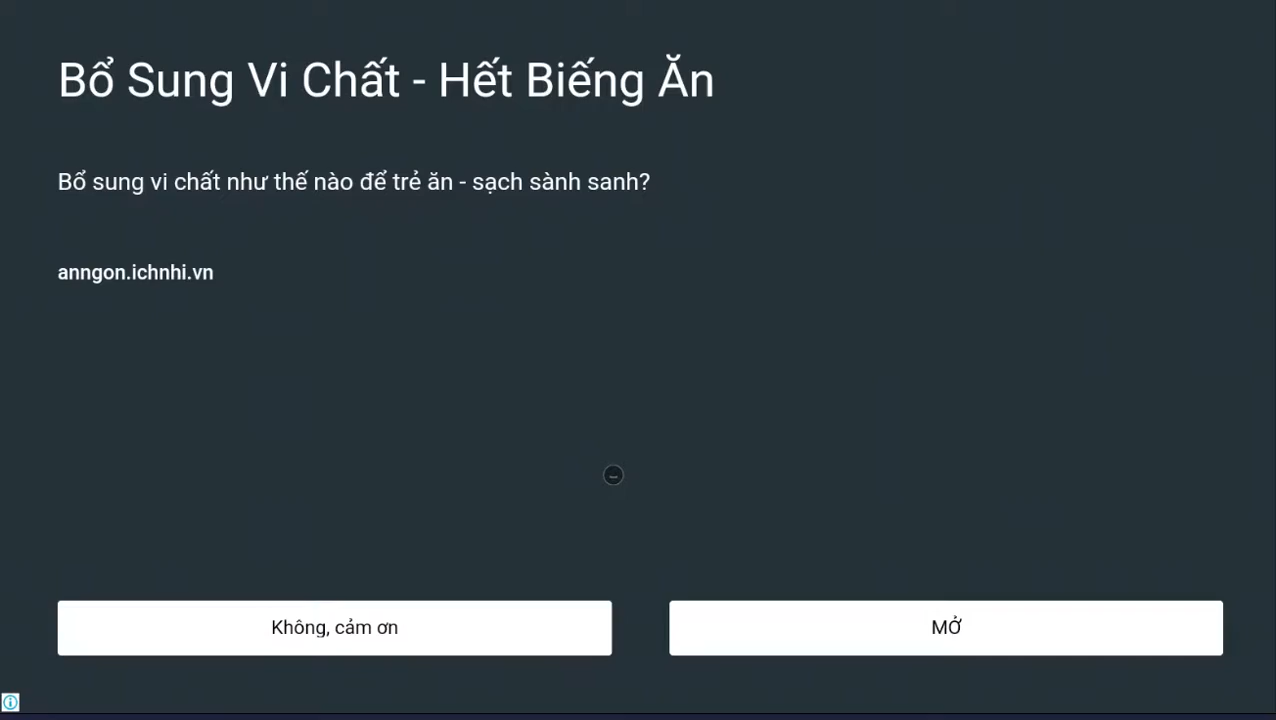 Bổ Sung Vi Chất - Hết Biếng Ăn
Bổ sung vi chất như thế nào để trẻ ăn - sạch sành sanh?
anngon.ichnhi.vn
Không, cảm ơn
MỞ